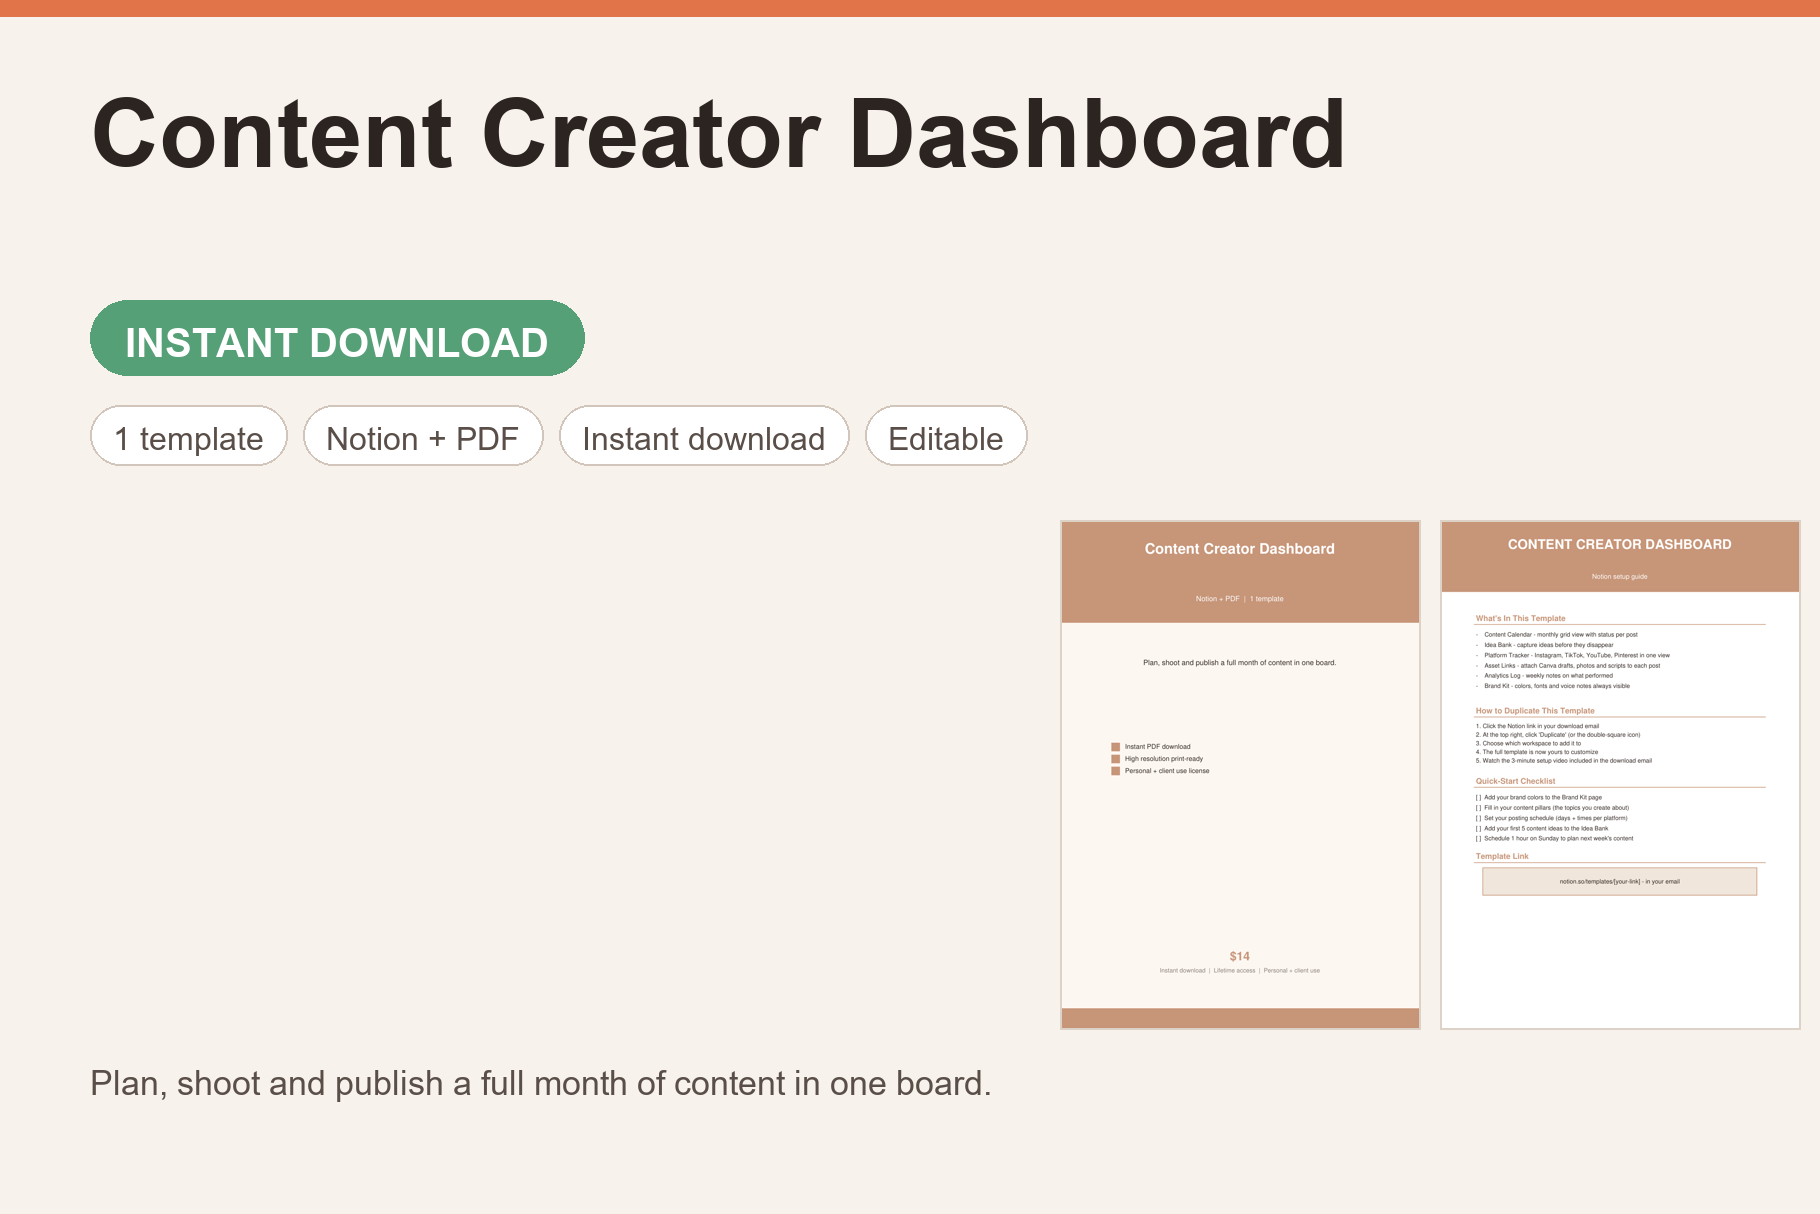 Content Creator Dashboard
INSTANT DOWNLOAD
1 template
Notion + PDF
Instant download
Editable
Content Creator Dashboard
Notion + PDF | 1 template
Plan, shoot and publish a full month of content in one board.
Instant PDF download
High resolution print-ready
Personal + client use license
$14
Instant download | Lifetime access | Personal + client use
CONTENT CREATOR DASHBOARD
Notion setup guide
What's In This Template
- Content Calendar - monthly grid view with status per post
- Idea Bank - capture ideas before they disappear
- Platform Tracker - Instagram, TikTok, YouTube, Pinterest in one view
- Asset Links - attach Canva drafts, photos and scripts to each post
- Analytics Log - weekly notes on what performed
- Brand Kit - colors, fonts and voice notes always visible
How to Duplicate This Template
1. Click the Notion link in your download email
2. At the top right, click 'Duplicate' (or the double-square icon)
3. Choose which workspace to add it to
4. The full template is now yours to customize
5. Watch the 3-minute setup video included in the download email
Quick-Start Checklist
[ ] Add your brand colors to the Brand Kit page
[ ] Fill in your content pillars (the topics you create about)
[ ] Set your posting schedule (days + times per platform)
[ ] Add your first 5 content ideas to the Idea Bank
[ ] Schedule 1 hour on Sunday to plan next week's content
Template Link
notion.so/templates/[your-link] - in your email
Plan, shoot and publish a full month of content in one board.